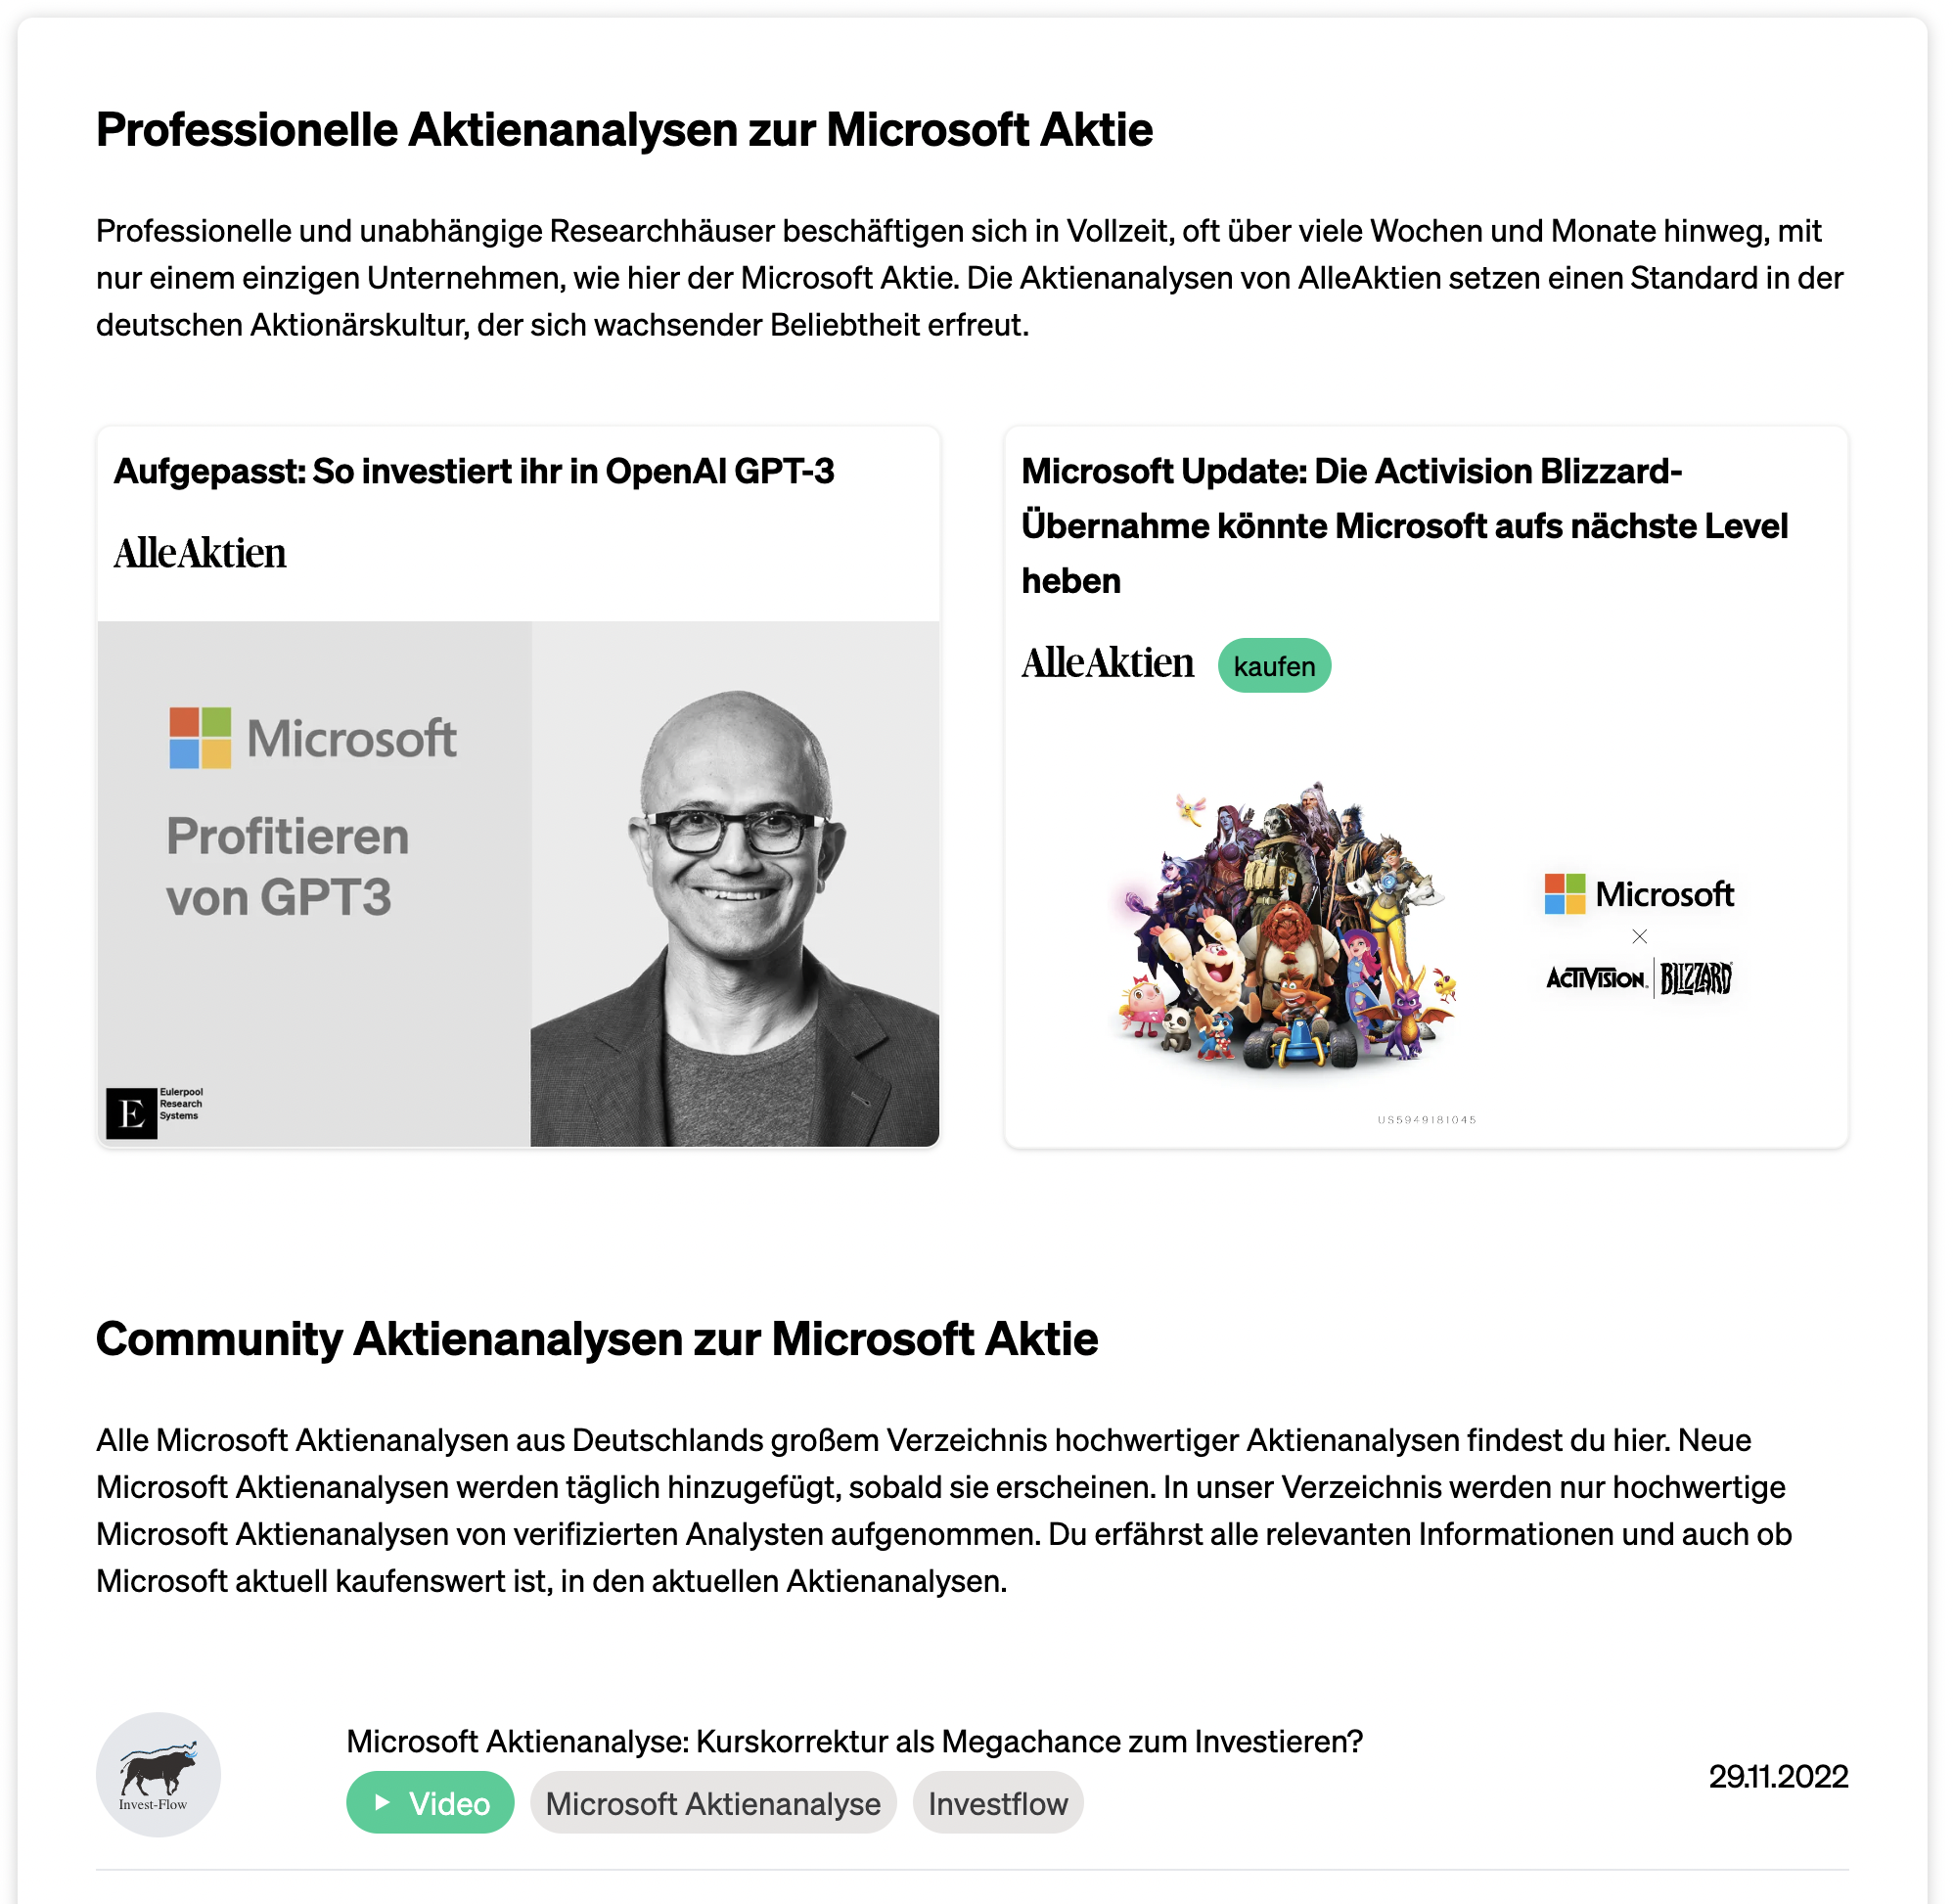 Professionelle Aktienanalysen zur Microsoft Aktie
Professionelle und unabhängige Researchhäuser beschäftigen sich in Vollzeit, oft über viele Wochen und Monate hinweg, mit
nur einem einzigen Unternehmen, wie hier der Microsoft Aktie. Die Aktienanalysen von AlleAktien setzen einen Standard in der
deutschen Aktionärskultur, der sich wachsender Beliebtheit erfreut.
Aufgepasst: So investiert ihr in OpenAI GPT-3
AlleAktien
Microsoft
Profitieren
von GPT3
E
Eulerpool
Research
Systems
Microsoft Update: Die Activision Blizzard-
Übernahme könnte Microsoft aufs nächste Level
heben
AlleAktien kaufen
Microsoft
×
ACTIVISION. | BLIZZARD
US5949181045
Community Aktienanalysen zur Microsoft Aktie
Alle Microsoft Aktienanalysen aus Deutschlands großem Verzeichnis hochwertiger Aktienanalysen findest du hier. Neue
Microsoft Aktienanalysen werden täglich hinzugefügt, sobald sie erscheinen. In unser Verzeichnis werden nur hochwertige
Microsoft Aktienanalysen von verifizierten Analysten aufgenommen. Du erfährst alle relevanten Informationen und auch ob
Microsoft aktuell kaufenswert ist, in den aktuellen Aktienanalysen.
Invest-Flow
Microsoft Aktienanalyse: Kurskorrektur als Megachance zum Investieren?
Video Microsoft Aktienanalyse Investflow
29.11.2022